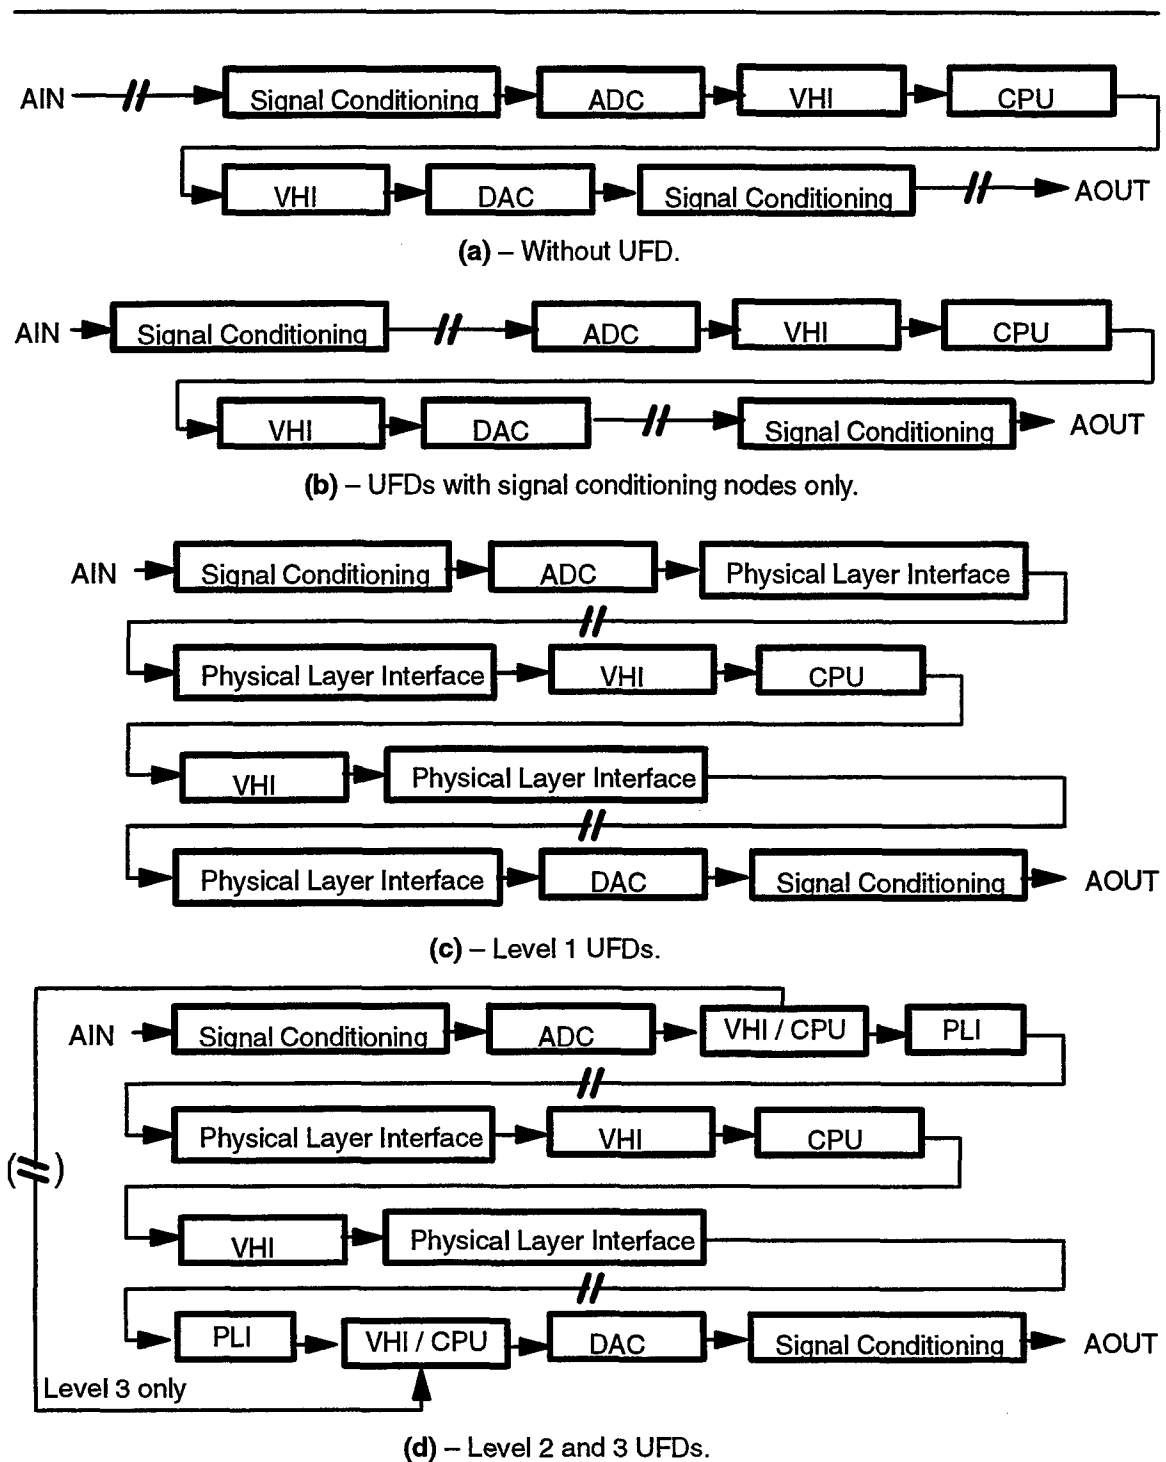 AIN Signal Conditioning ADC VHI CPU
VHI DAC Signal Conditioning AOUT
(a) – Without UFD.
AIN Signal Conditioning ADC VHI CPU
VHI DAC Signal Conditioning AOUT
(b) – UFDs with signal conditioning nodes only.
AIN Signal Conditioning ADC Physical Layer Interface
Physical Layer Interface VHI CPU
VHI Physical Layer Interface
Physical Layer Interface DAC Signal Conditioning AOUT
(c) – Level 1 UFDs.
AIN Signal Conditioning ADC VHI / CPU PLI
Physical Layer Interface VHI CPU
VHI Physical Layer Interface
PLI VHI / CPU DAC Signal Conditioning AOUT
Level 3 only
(d) – Level 2 and 3 UFDs.